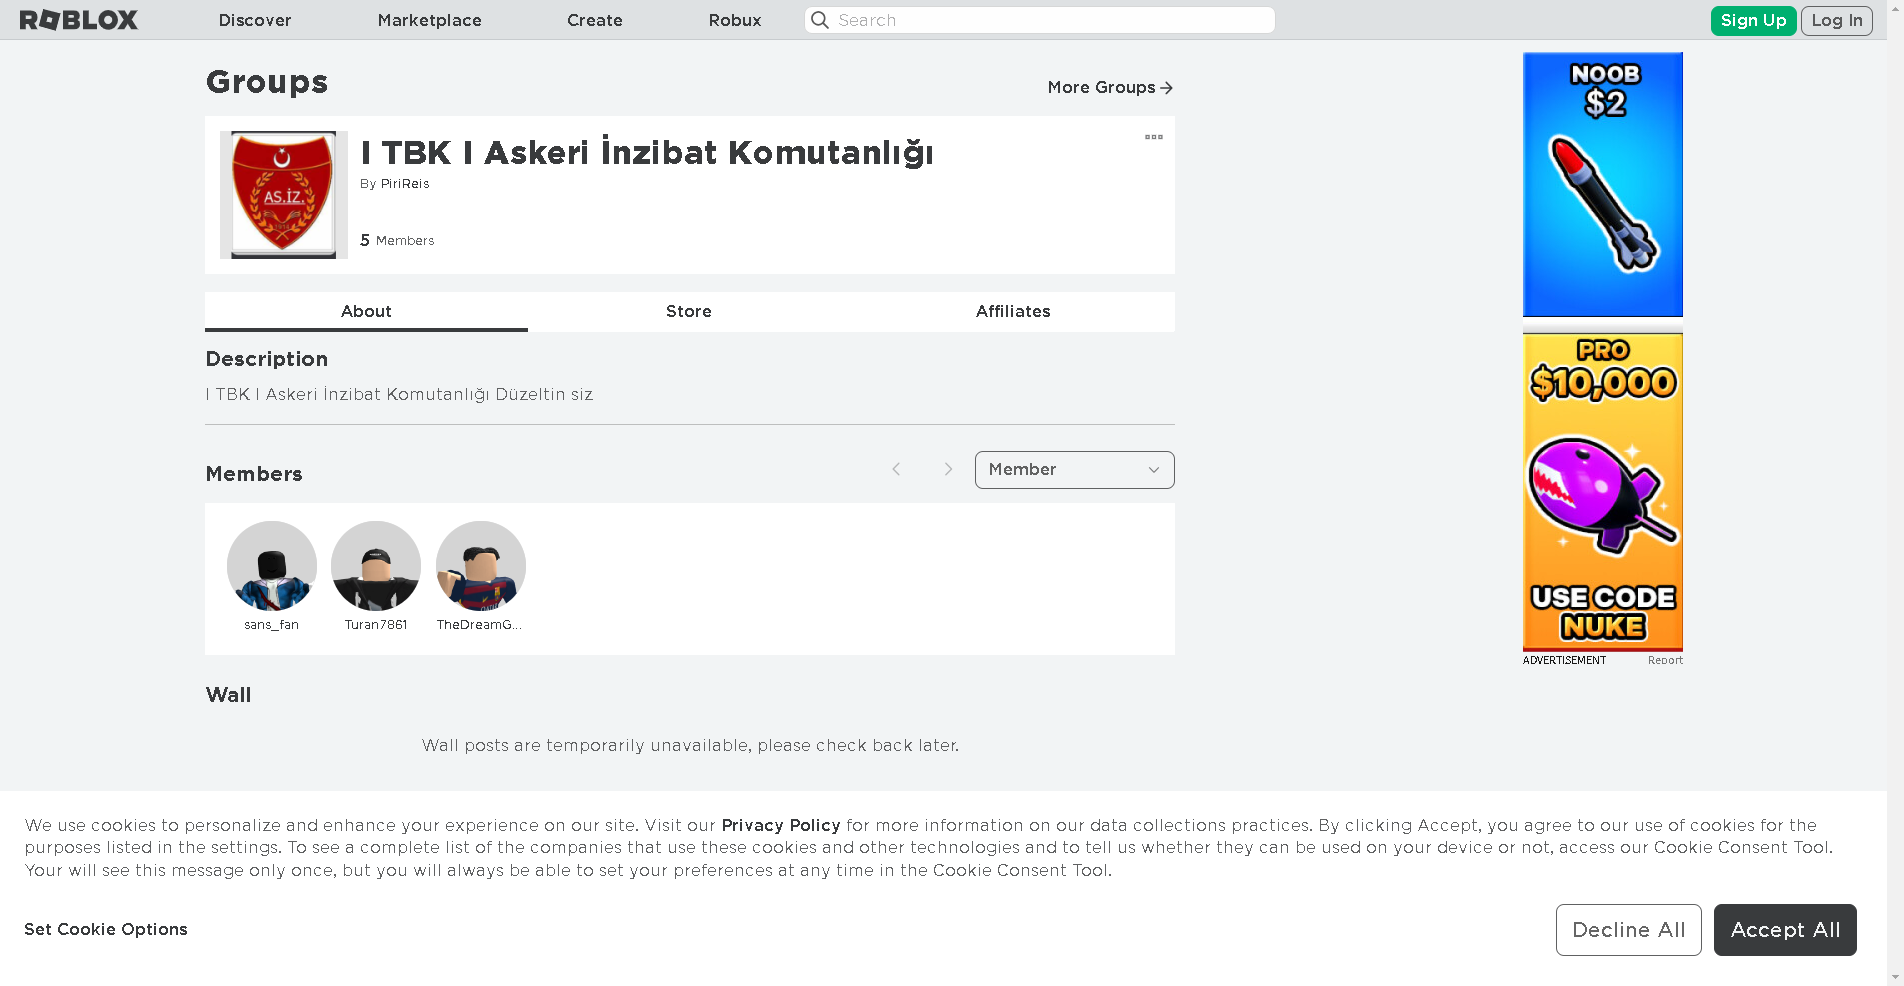 ROBLOX Discover Marketplace Create Robux Search Sign Up Log In
Groups
More Groups
I TBK I Askeri İnzibat Komutanlığı
By PiriReis
5 Members
AS.İZ.
1914
About Store Affiliates
Description
I TBK I Askeri İnzibat Komutanlığı Düzeltin siz
Members
Member
sans_fan Turan7861 TheDreamG...
Wall
Wall posts are temporarily unavailable, please check back later.
NOOB
$2
PRO
$10,000
USE CODE
NUKE
ADVERTISEMENT Report
We use cookies to personalize and enhance your experience on our site. Visit our Privacy Policy for more information on our data collections practices. By clicking Accept, you agree to our use of cookies for the
purposes listed in the settings. To see a complete list of the companies that use these cookies and other technologies and to tell us whether they can be used on your device or not, access our Cookie Consent Tool.
Your will see this message only once, but you will always be able to set your preferences at any time in the Cookie Consent Tool.
Set Cookie Options
Decline All
Accept All